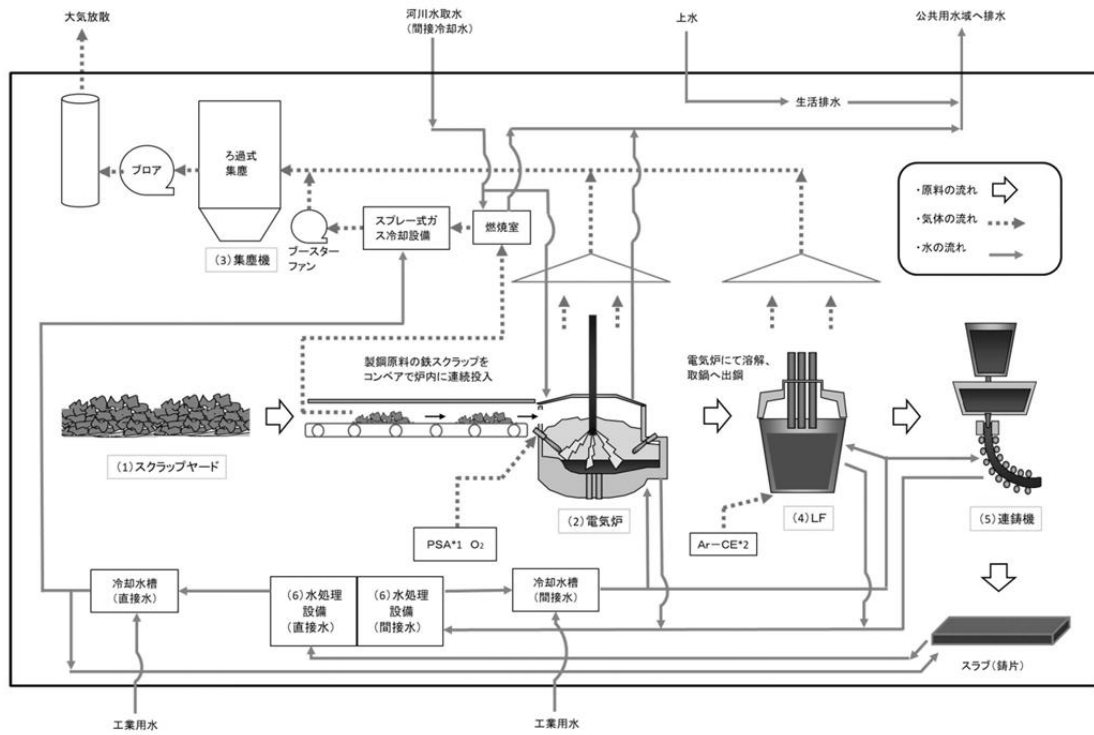 大気放散
河川水取水
(間接冷却水)
上水
公共用水域へ排水
生活排水
ブロア
ろ過式
集塵
(3)集塵機
ブースター
ファン
スプレー式ガ
ス冷却設備
燃焼室
・原料の流れ
・気体の流れ
・水の流れ
製鋼原料の鉄スクラップを
コンベアで炉内に連続投入
電気炉にて溶解、
取鍋へ出鋼
(1)スクラップヤード
(2)電気炉
(4)LF
(5)連鋳機
PSA*1 O₂
Ar-CE*2
冷却水槽
(直接水)
(6)水処理
設備
(直接水)
(6)水処理
設備
(間接水)
冷却水槽
(間接水)
スラブ(鋳片)
工業用水
工業用水